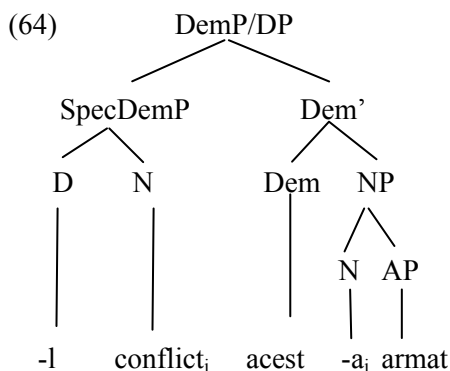 (64) DemP/DP
SpecDemP Dem’
D N Dem NP
N AP
-l conflictᵢ acest -aᵢ armat